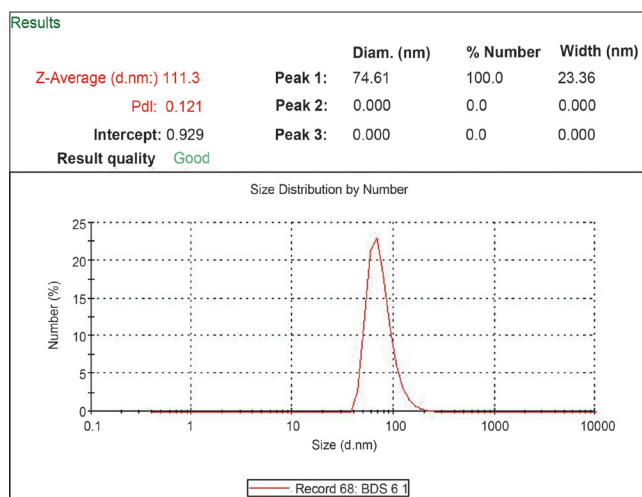 Results
Diam. (nm) % Number Width (nm)
Z-Average (d.nm:) 111.3 Peak 1: 74.61 100.0 23.36
PdI: 0.121 Peak 2: 0.000 0.0 0.000
Intercept: 0.929 Peak 3: 0.000 0.0 0.000
Result quality Good
Size Distribution by Number
25
20
15
10
5
0
Number (%)
0.1 1 10 100 1000 10000
Size (d.nm)
Record 68: BDS 6 1